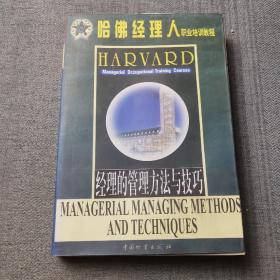 哈佛经理人职业培训教程
HARVARD
Managerial Occupational Training Courses
经理的管理方法与技巧
MANAGERIAL MANAGING METHODS
AND TECHNIQUES
中国物资出版社